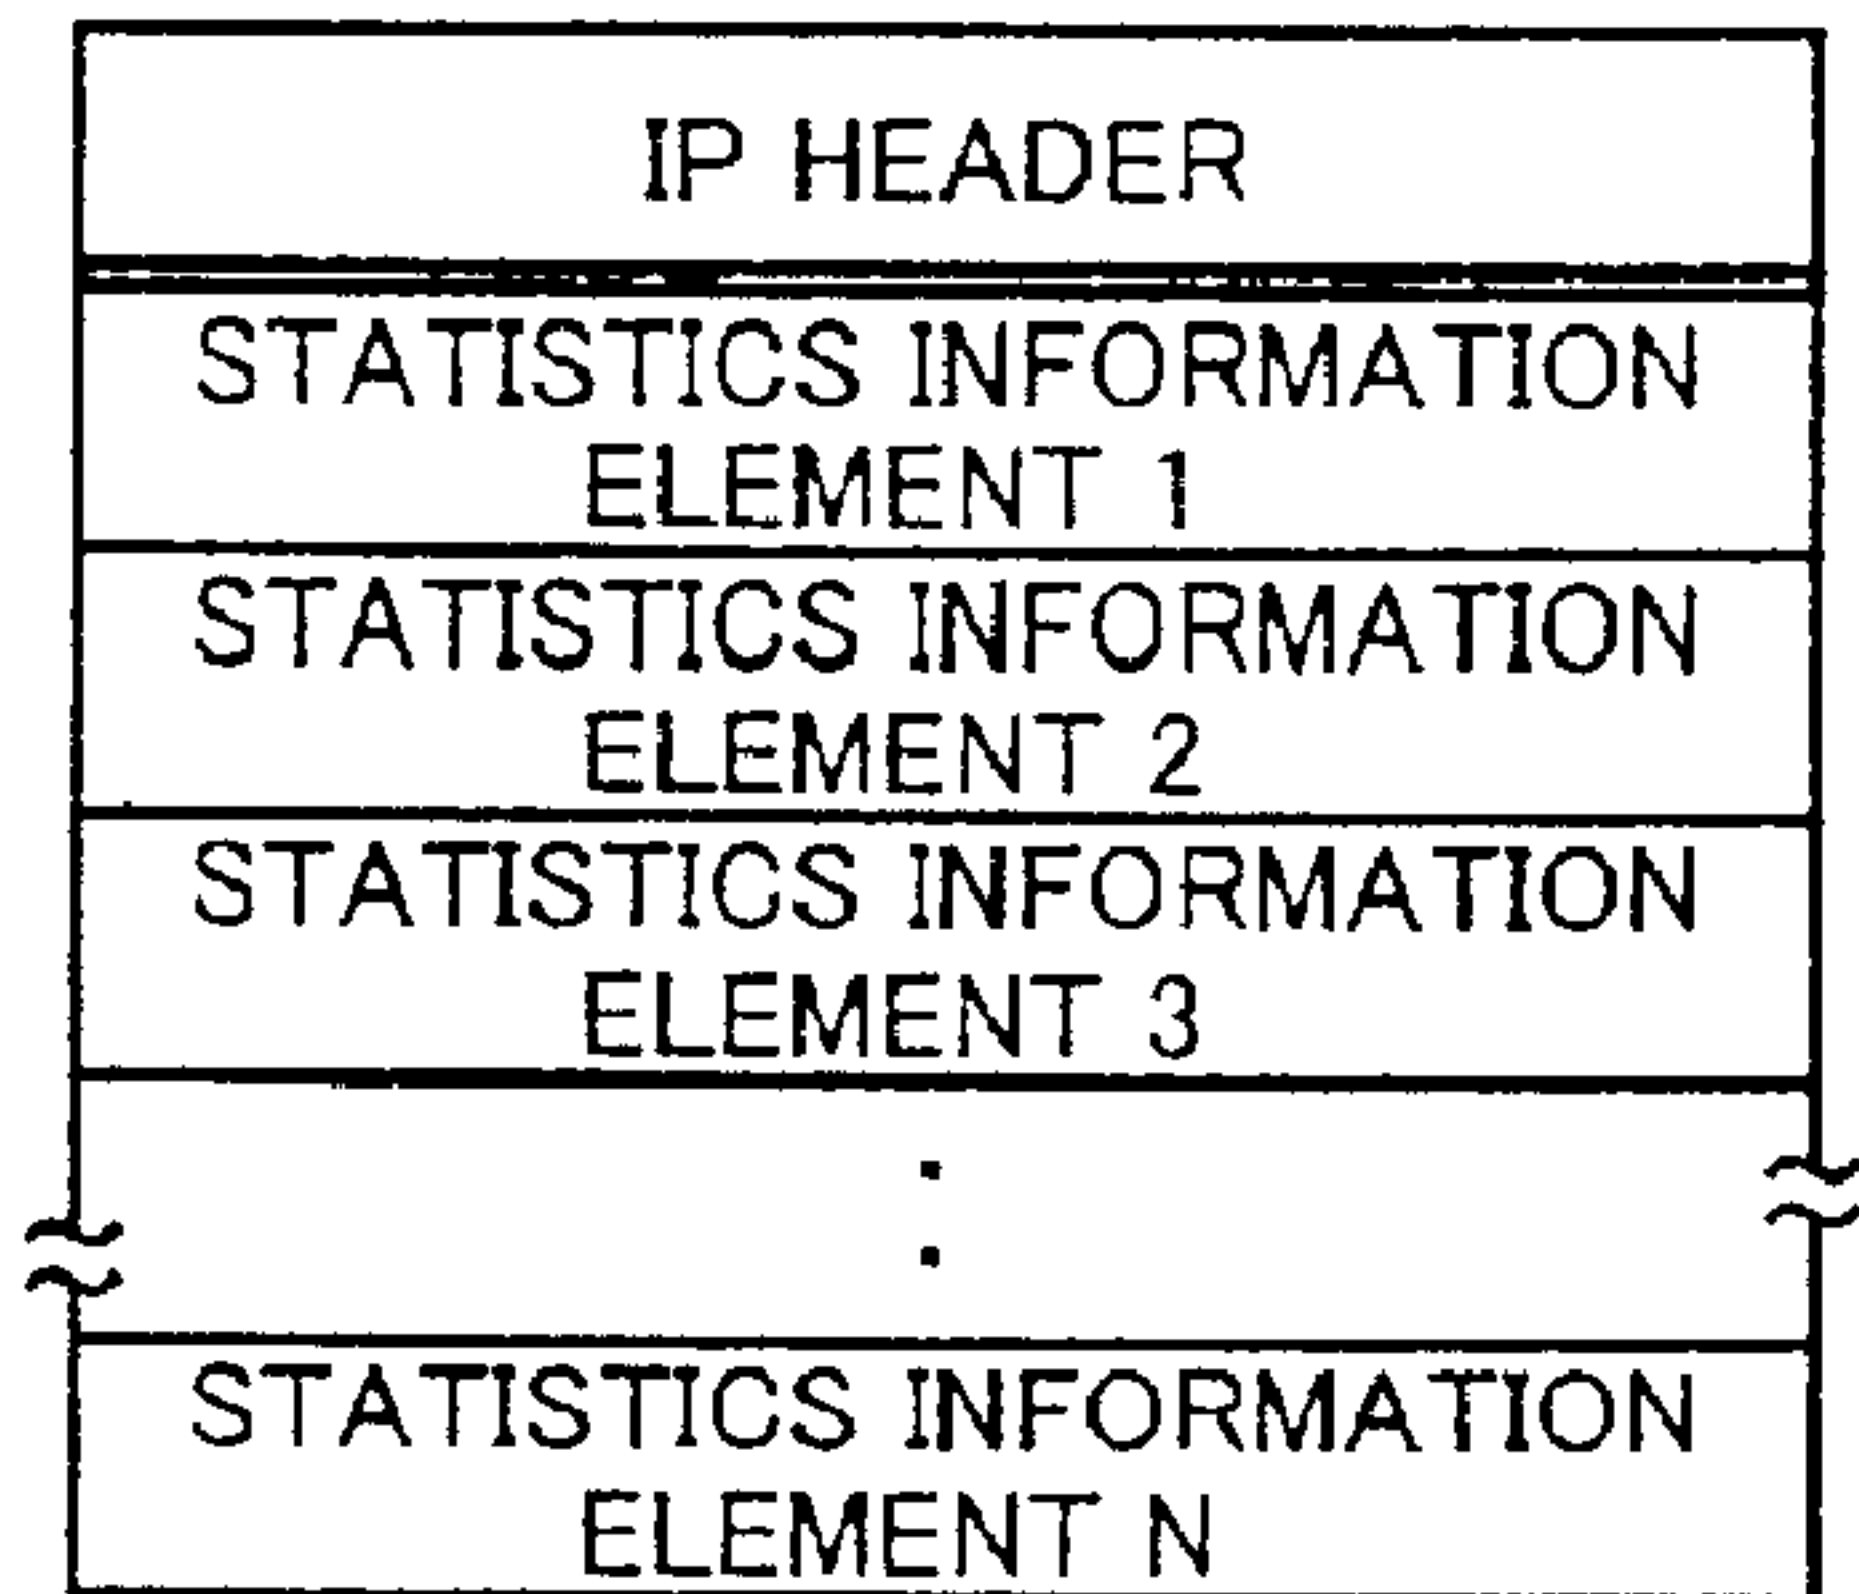 IP HEADER
STATISTICS INFORMATION
ELEMENT 1
STATISTICS INFORMATION
ELEMENT 2
STATISTICS INFORMATION
ELEMENT 3
:
STATISTICS INFORMATION
ELEMENT N